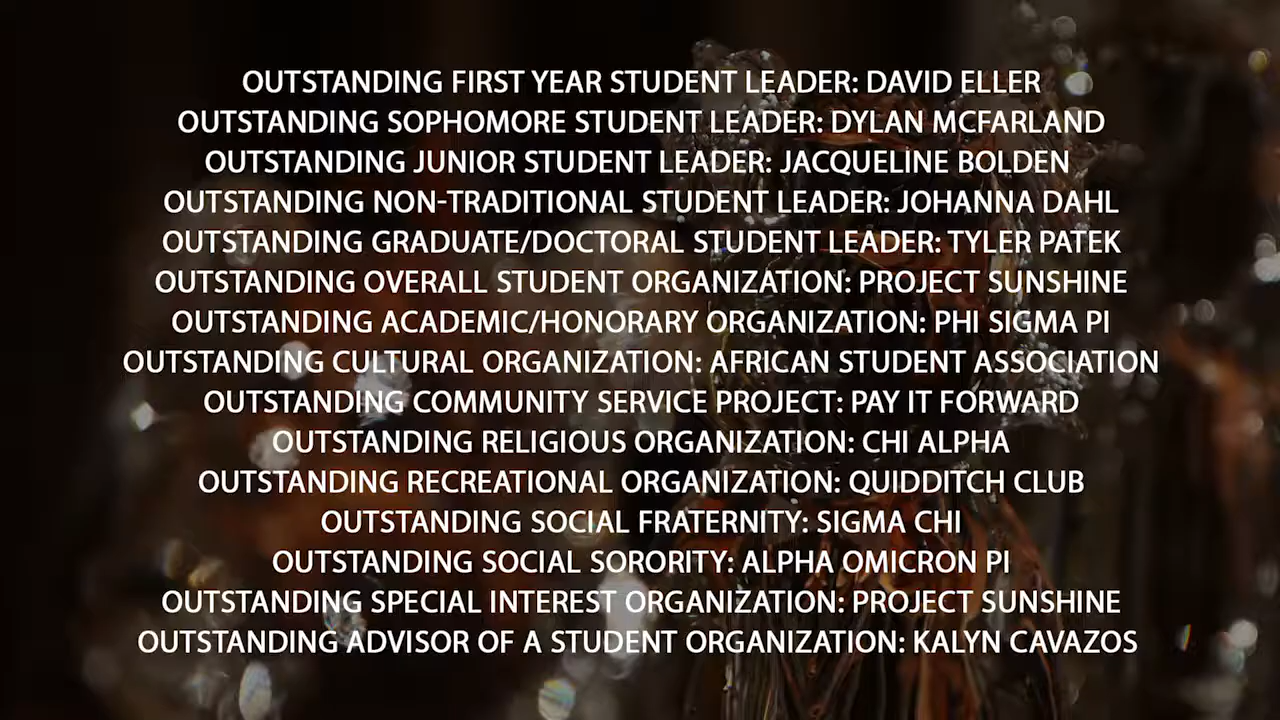 OUTSTANDING FIRST YEAR STUDENT LEADER: DAVID ELLER
OUTSTANDING SOPHOMORE STUDENT LEADER: DYLAN MCFARLAND
OUTSTANDING JUNIOR STUDENT LEADER: JACQUELINE BOLDEN
OUTSTANDING NON-TRADITIONAL STUDENT LEADER: JOHANNA DAHL
OUTSTANDING GRADUATE/DOCTORAL STUDENT LEADER: TYLER PATEK
OUTSTANDING OVERALL STUDENT ORGANIZATION: PROJECT SUNSHINE
OUTSTANDING ACADEMIC/HONORARY ORGANIZATION: PHI SIGMA PI
OUTSTANDING CULTURAL ORGANIZATION: AFRICAN STUDENT ASSOCIATION
OUTSTANDING COMMUNITY SERVICE PROJECT: PAY IT FORWARD
OUTSTANDING RELIGIOUS ORGANIZATION: CHI ALPHA
OUTSTANDING RECREATIONAL ORGANIZATION: QUIDDITCH CLUB
OUTSTANDING SOCIAL FRATERNITY: SIGMA CHI
OUTSTANDING SOCIAL SORORITY: ALPHA OMICRON PI
OUTSTANDING SPECIAL INTEREST ORGANIZATION: PROJECT SUNSHINE
OUTSTANDING ADVISOR OF A STUDENT ORGANIZATION: KALYN CAVAZOS